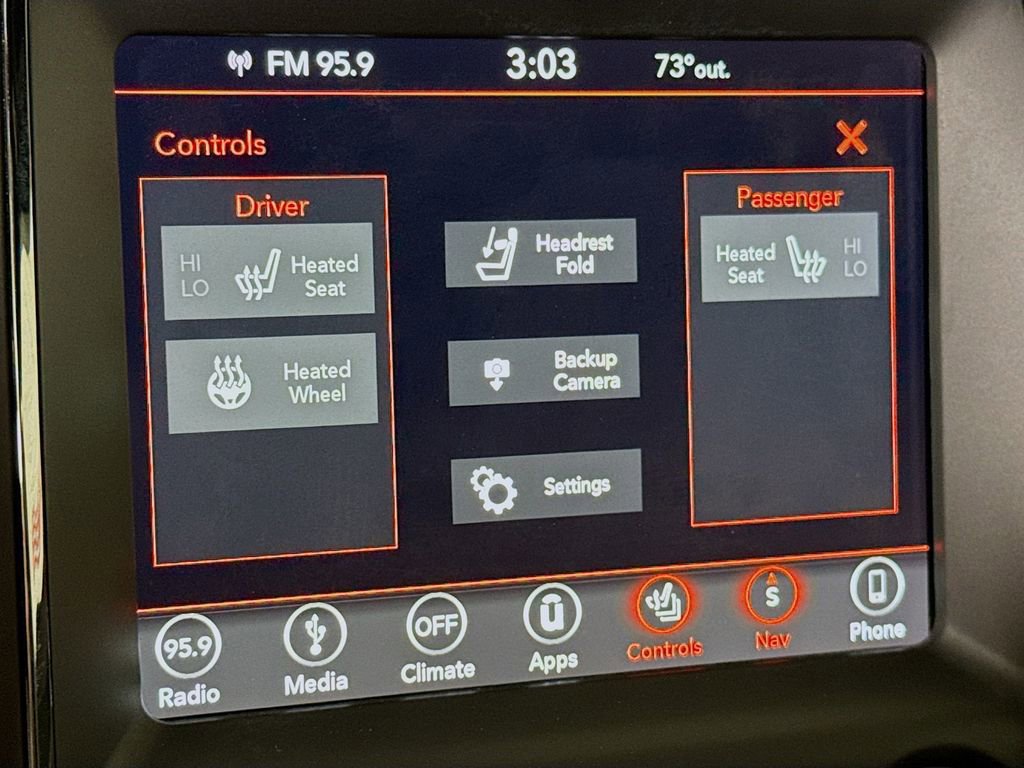 FM 95.9
3:03
73°out.
Controls
Driver
HI
LO
Heated
Seat
Heated
Wheel
Headrest
Fold
Backup
Camera
Settings
Passenger
Heated
Seat
HI
LO
95.9
Radio
Media
OFF
Climate
Apps
Controls
S
Nav
Phone